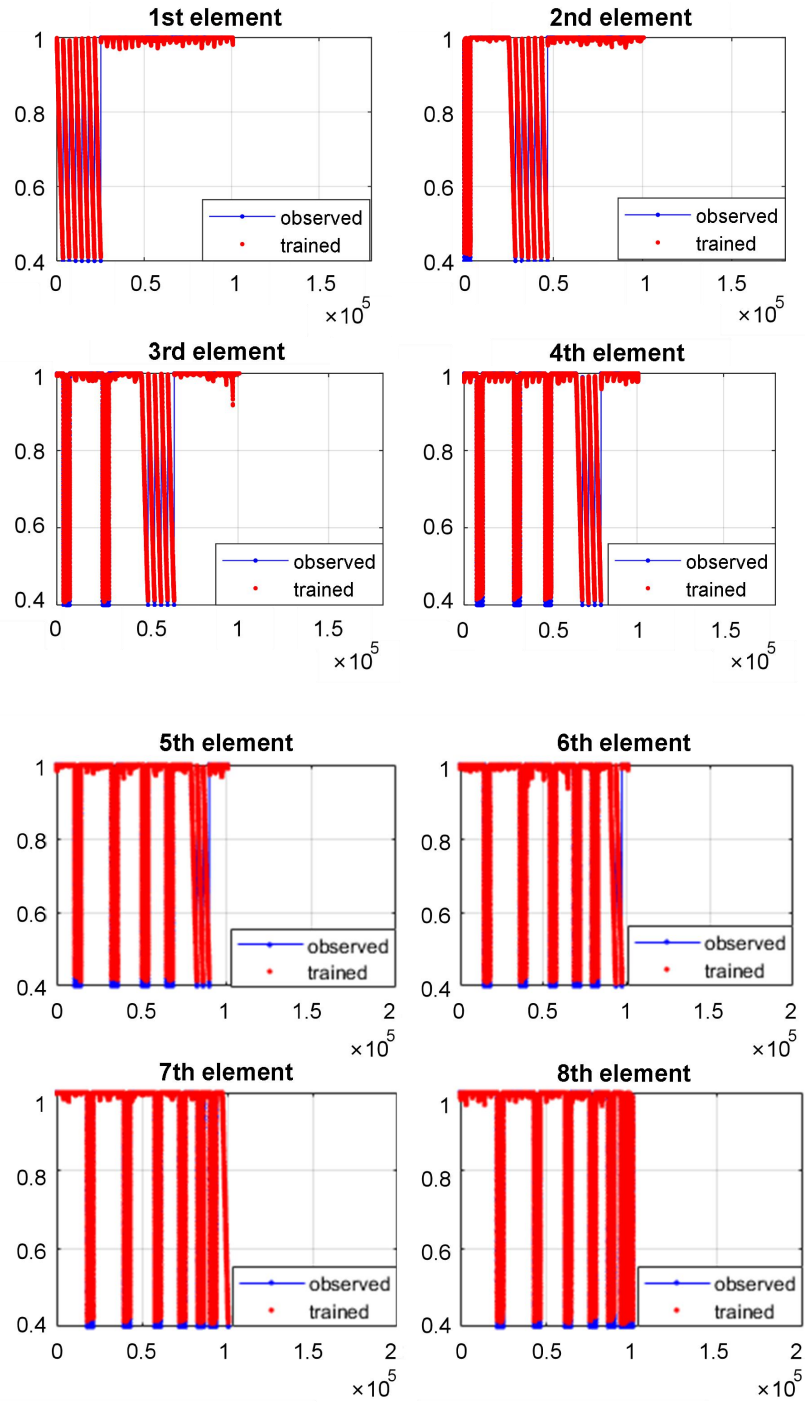 1st element
1
0.8
0.6
0.4
0 0.5 1 1.5
×10^5
observed
trained
2nd element
1
0.8
0.6
0.4
0 0.5 1 1.5
×10^5
observed
trained
3rd element
1
0.8
0.6
0.4
0 0.5 1 1.5
×10^5
observed
trained
4th element
1
0.8
0.6
0.4
0 0.5 1 1.5
×10^5
observed
trained
5th element
1
0.8
0.6
0.4
0 0.5 1 1.5 2
×10^5
observed
trained
6th element
1
0.8
0.6
0.4
0 0.5 1 1.5 2
×10^5
observed
trained
7th element
1
0.8
0.6
0.4
0 0.5 1 1.5 2
×10^5
observed
trained
8th element
1
0.8
0.6
0.4
0 0.5 1 1.5 2
×10^5
observed
trained